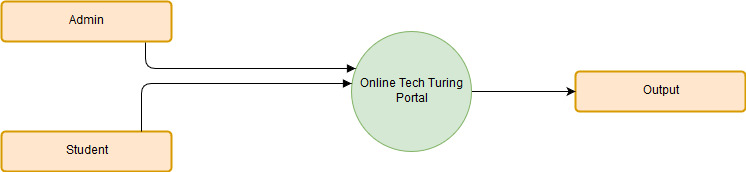 Admin
Online Tech Turing
Portal
Output
Student